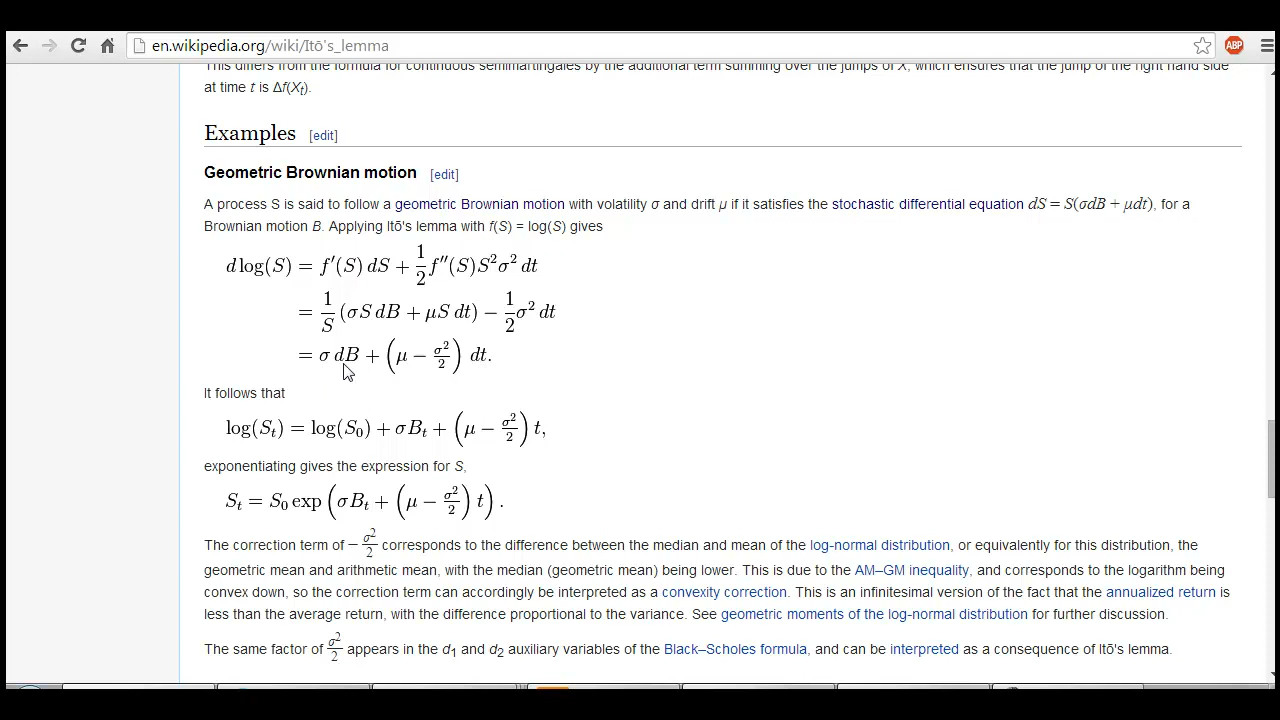 en.wikipedia.org/wiki/Itō's_lemma
ABP
This differs from the formula for continuous semimartingales by the additional term summing over the jumps of X, which ensures that the jump of the right hand side
at time t is Δf(Xₜ).
Examples [edit]
Geometric Brownian motion [edit]
A process S is said to follow a geometric Brownian motion with volatility σ and drift μ if it satisfies the stochastic differential equation dS = S(σdB + μdt), for a
Brownian motion B. Applying Itō's lemma with f(S) = log(S) gives
d log(S) = f′(S) dS + 1/2 f″(S)S²σ² dt
= 1/S (σS dB + μS dt) − 1/2 σ² dt
= σ dB + (μ − σ²/2) dt.
It follows that
log(Sₜ) = log(S₀) + σBₜ + (μ − σ²/2) t,
exponentiating gives the expression for S,
Sₜ = S₀ exp (σBₜ + (μ − σ²/2) t) .
The correction term of − σ²/2 corresponds to the difference between the median and mean of the log-normal distribution, or equivalently for this distribution, the
geometric mean and arithmetic mean, with the median (geometric mean) being lower. This is due to the AM–GM inequality, and corresponds to the logarithm being
convex down, so the correction term can accordingly be interpreted as a convexity correction. This is an infinitesimal version of the fact that the annualized return is
less than the average return, with the difference proportional to the variance. See geometric moments of the log-normal distribution for further discussion.
The same factor of σ²/2 appears in the d₁ and d₂ auxiliary variables of the Black–Scholes formula, and can be interpreted as a consequence of Itō's lemma.